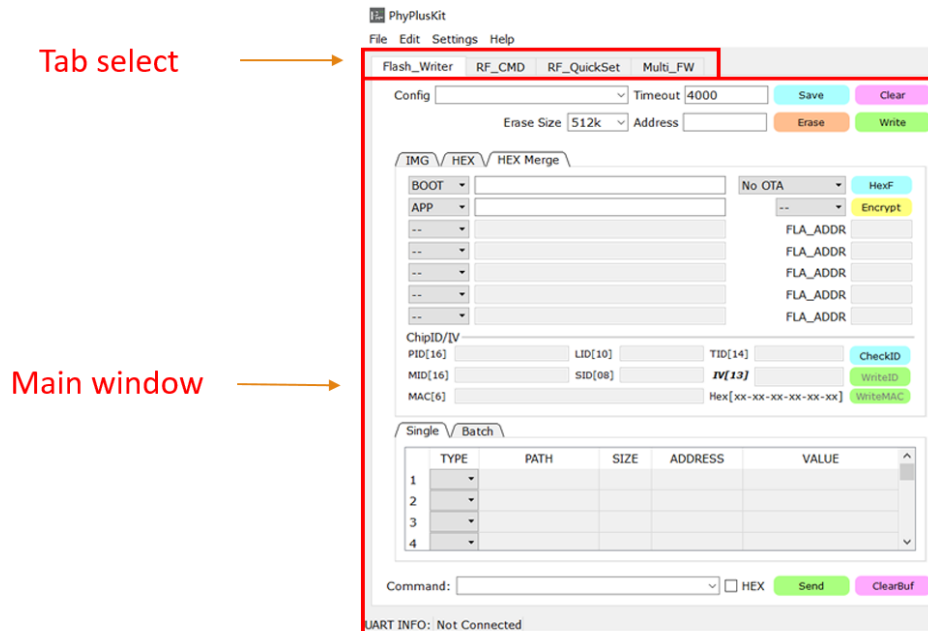 PhyPlusKit
File Edit Settings Help
Tab select
Flash_Writer RF_CMD RF_QuickSet Multi_FW
Config Timeout 4000 Save Clear
Erase Size 512k Address Erase Write
IMG HEX HEX Merge
BOOT No OTA HexF
APP -- Encrypt
-- FLA_ADDR
-- FLA_ADDR
-- FLA_ADDR
-- FLA_ADDR
-- FLA_ADDR
ChipID/IV
PID[16] LID[10] TID[14] CheckID
Main window
MID[16] SID[08] IV[13] WriteID
MAC[6] Hex[xx-xx-xx-xx-xx-xx] WriteMAC
Single Batch
TYPE PATH SIZE ADDRESS VALUE
1
2
3
4
Command: HEX Send ClearBuf
UART INFO: Not Connected